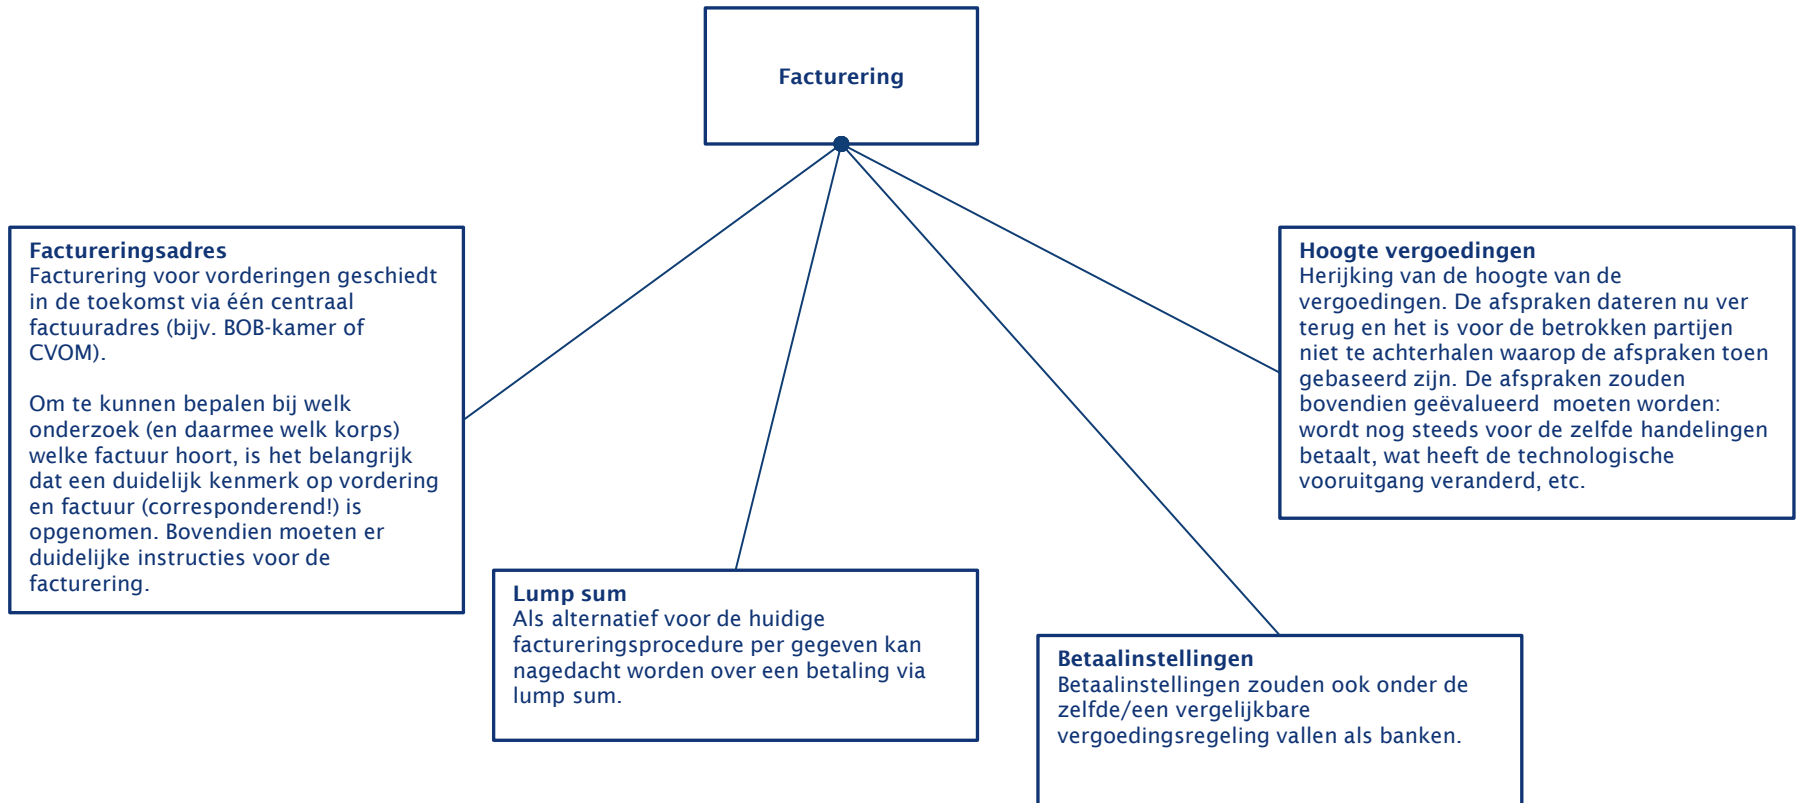 Facturering
Factureringsadres
Facturering voor vorderingen geschiedt
in de toekomst via één centraal
factuuradres (bijv. BOB-kamer of
CVOM).
Om te kunnen bepalen bij welk
onderzoek (en daarmee welk korps)
welke factuur hoort, is het belangrijk
dat een duidelijk kenmerk op vordering
en factuur (corresponderend!) is
opgenomen. Bovendien moeten er
duidelijke instructies voor de
facturering.
Lump sum
Als alternatief voor de huidige
factureringsprocedure per gegeven kan
nagedacht worden over een betaling via
lump sum.
Betaalinstellingen
Betaalinstellingen zouden ook onder de
zelfde/een vergelijkbare
vergoedingsregeling vallen als banken.
Hoogte vergoedingen
Herijking van de hoogte van de
vergoedingen. De afspraken dateren nu ver
terug en het is voor de betrokken partijen
niet te achterhalen waarop de afspraken toen
gebaseerd zijn. De afspraken zouden
bovendien geëvalueerd  moeten worden:
wordt nog steeds voor de zelfde handelingen
betaalt, wat heeft de technologische
vooruitgang veranderd, etc.